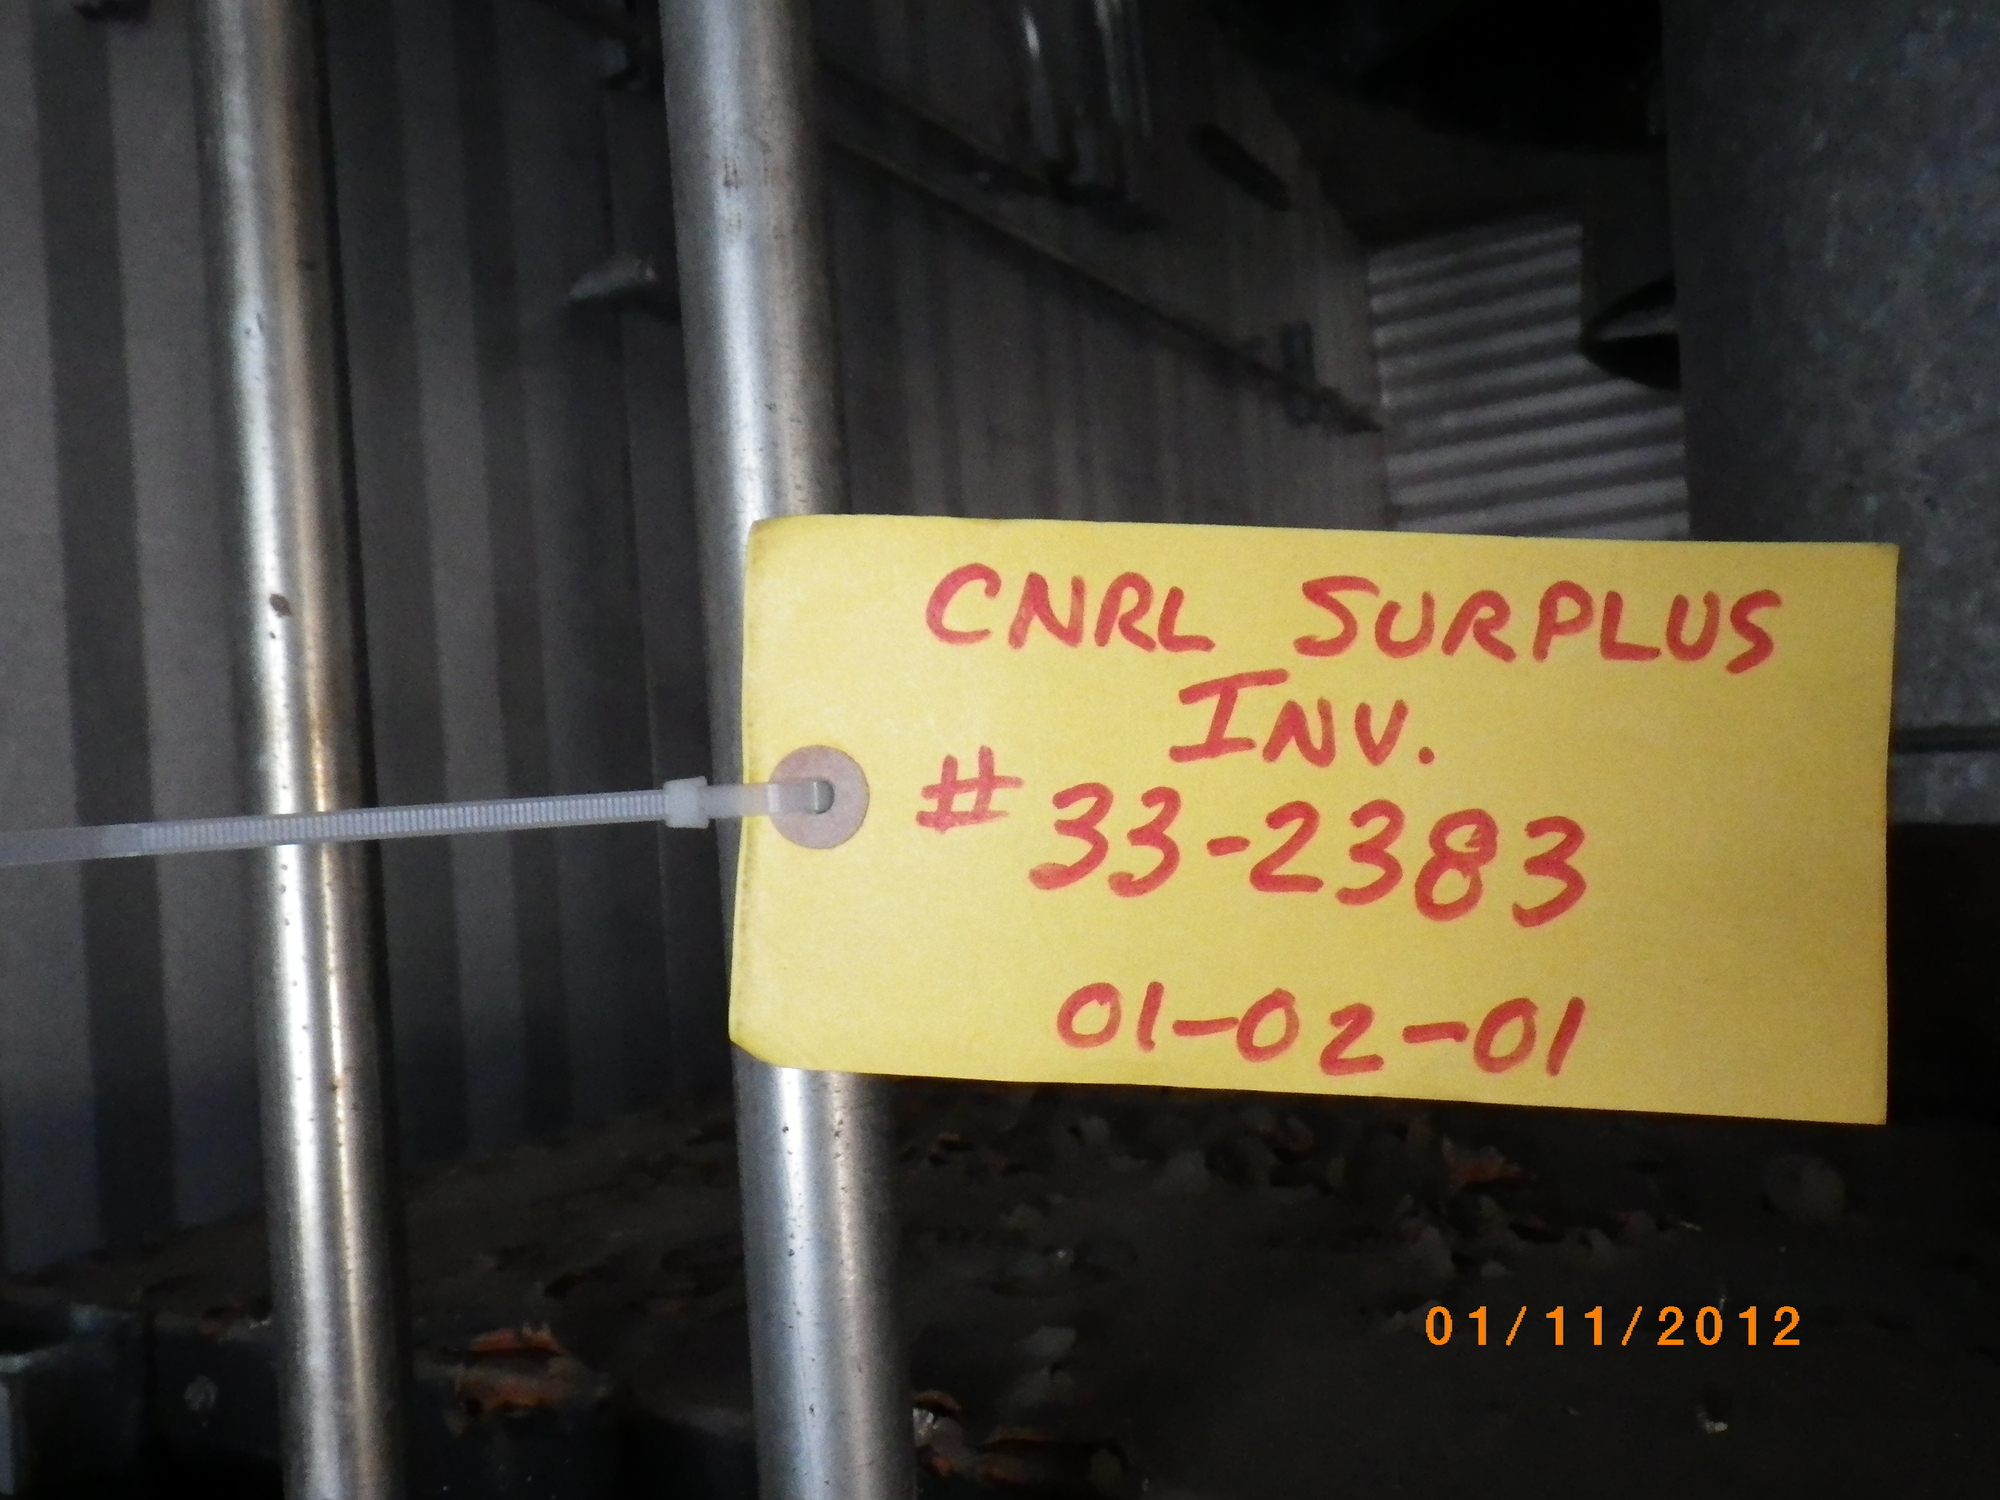 CNRL SURPLUS
INV.
# 33-2383
01-02-01
01/11/2012